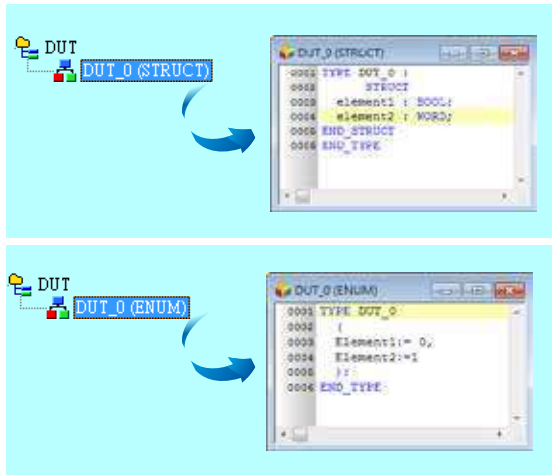 DUT
DUT_0 (STRUCT)
DUT_0 (STRUCT)
0001 TYPE DUT_0 :
0002 STRUCT
0003 element1 : BOOL;
0004 element2 : WORD;
0005 END_STRUCT
0006 END_TYPE
DUT
DUT_0 (ENUM)
DUT_0 (ENUM)
0001 TYPE DUT_0
0002 (
0003 Element1:= 0,
0004 Element2:=1
0005 );
0006 END_TYPE